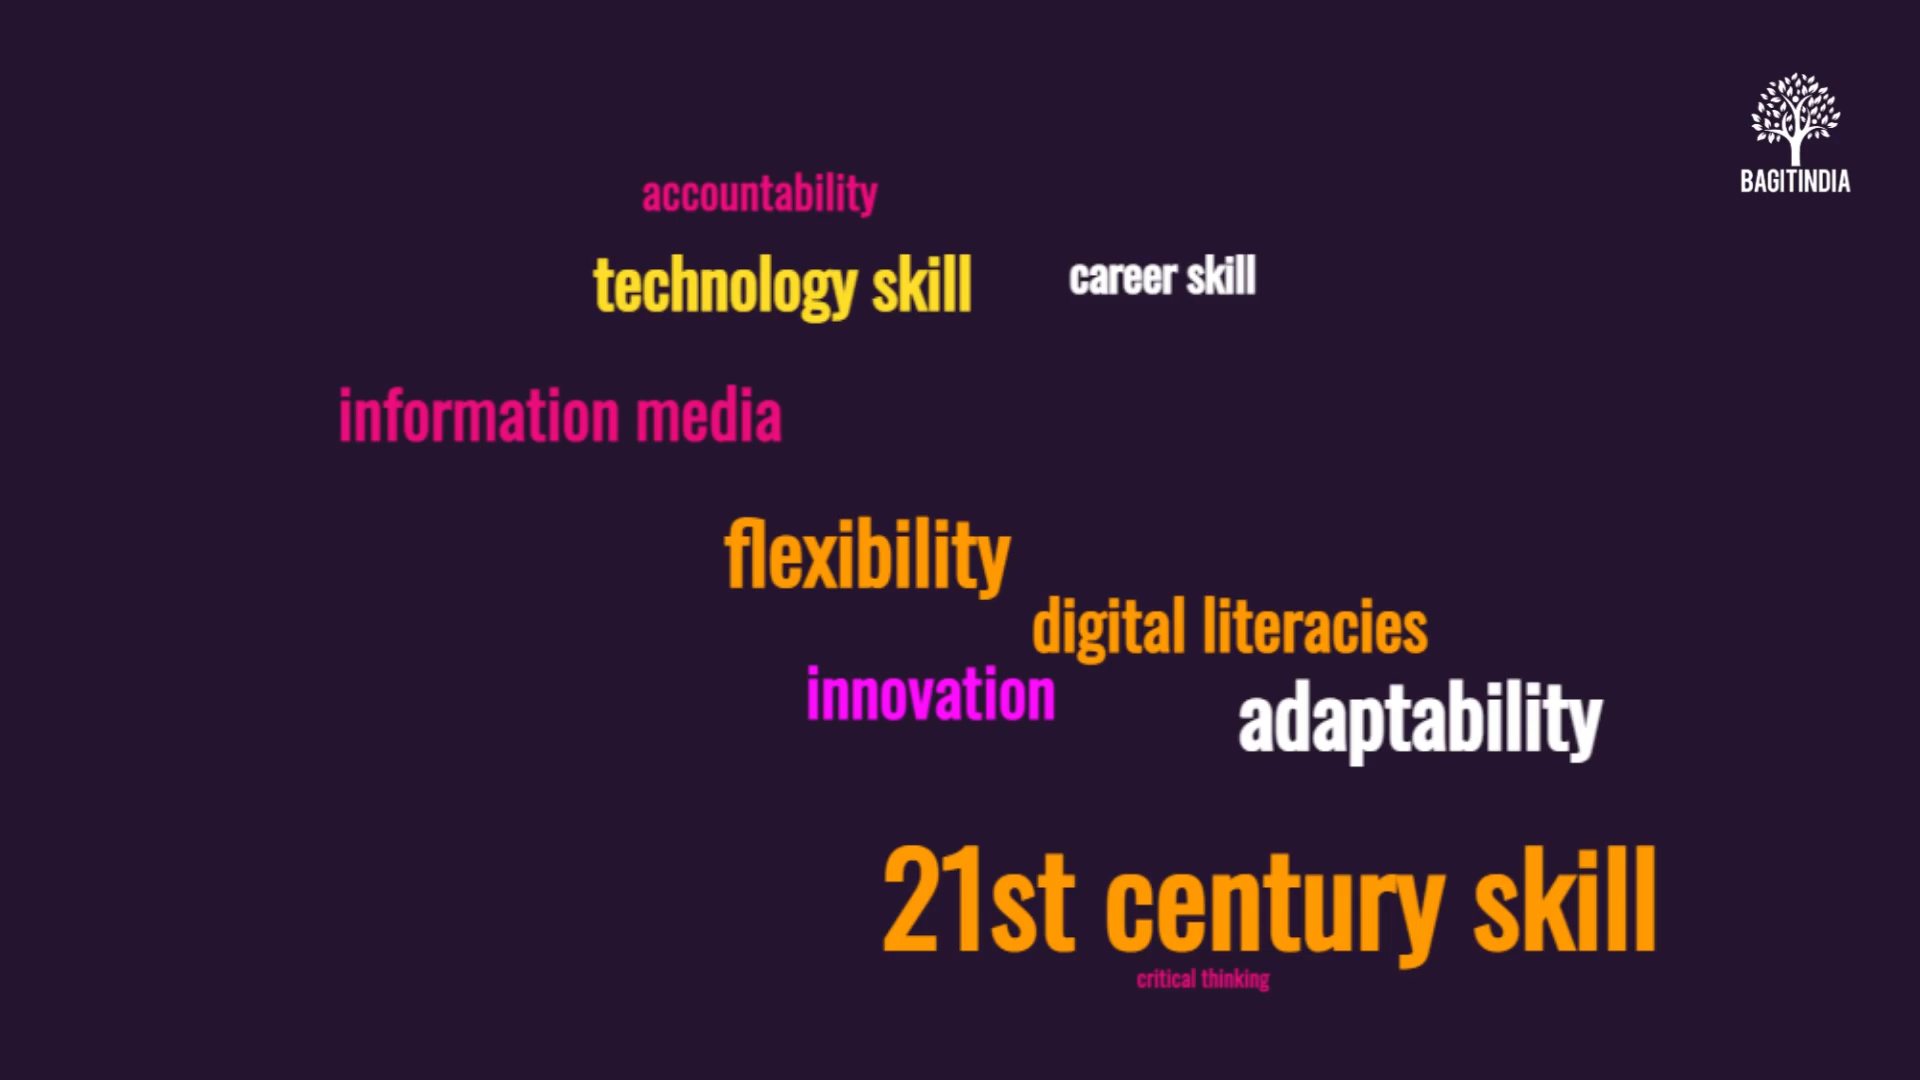 BAGITINDIA
accountability
technology skill
career skill
information media
flexibility
digital literacies
innovation
adaptability
21st century skill
critical thinking